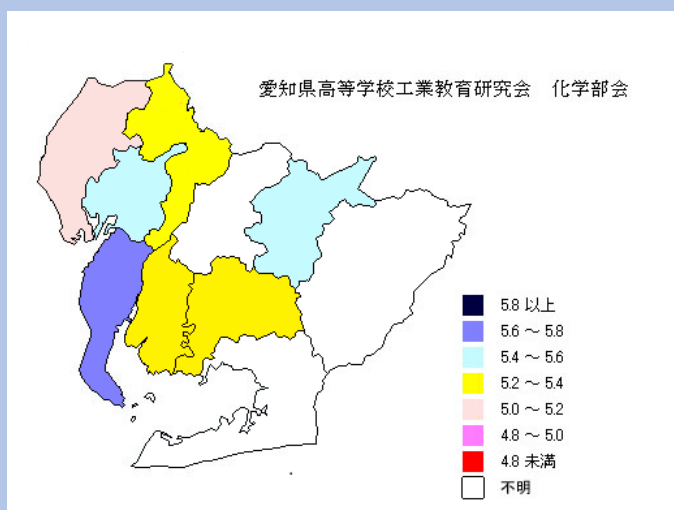 愛知県高等学校工業教育研究会　化学部会
5.8 以上
5.6 ～ 5.8
5.4 ～ 5.6
5.2 ～ 5.4
5.0 ～ 5.2
4.8 ～ 5.0
4.8 未満
不明